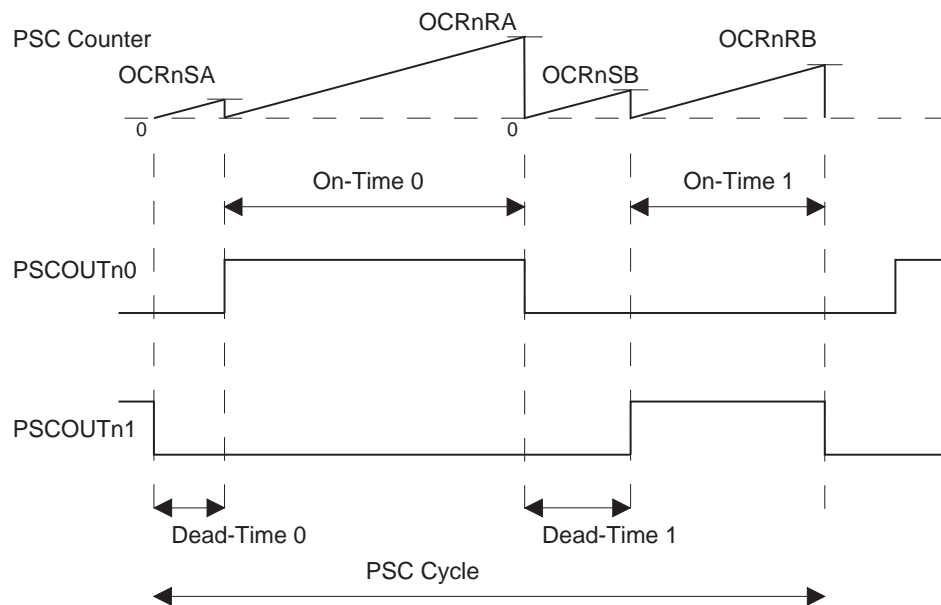 OCRnRA
PSC Counter
OCRnRB
OCRnSA
OCRnSB
0
0
On-Time 0
On-Time 1
PSCOUTn0
PSCOUTn1
Dead-Time 0
Dead-Time 1
PSC Cycle